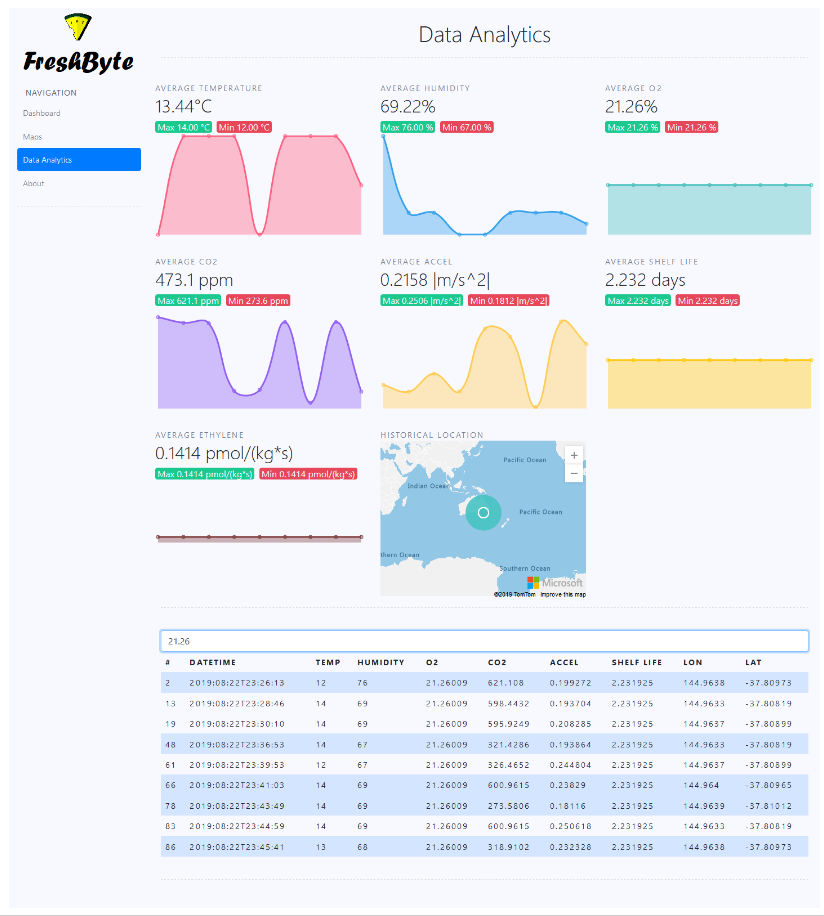 FreshByte
Data Analytics
NAVIGATION
Dashboard
Maps
Data Analytics
About
AVERAGE TEMPERATURE
13.44°C
Max 14.00 °C Min 12.00 °C
AVERAGE HUMIDITY
69.22%
Max 76.00 % Min 67.00 %
AVERAGE O2
21.26%
Max 21.26 % Min 21.26 %
AVERAGE CO2
473.1 ppm
Max 621.1 ppm Min 273.6 ppm
AVERAGE ACCEL
0.2158 |m/s^2|
Max 0.2506 |m/s^2| Min 0.1812 |m/s^2|
AVERAGE SHELF LIFE
2.232 days
Max 2.232 days Min 2.232 days
AVERAGE ETHYLENE
0.1414 pmol/(kg*s)
Max 0.1414 pmol/(kg*s) Min 0.1414 pmol/(kg*s)
HISTORICAL LOCATION
+
−
Pacific Ocean
Indian Ocean
Pacific Ocean
thern Ocean
Southern Ocean
Microsoft
©2019 TomTom Improve this map
21.26
# DATETIME TEMP HUMIDITY O2 CO2 ACCEL SHELF LIFE LON LAT
2 2019:08:22T23:26:13 12 76 21.26009 621.108 0.199272 2.231925 144.9638 -37.80973
13 2019:08:22T23:28:46 14 69 21.26009 598.4432 0.193704 2.231925 144.9633 -37.80819
19 2019:08:22T23:30:10 14 69 21.26009 595.9249 0.208285 2.231925 144.9637 -37.80899
48 2019:08:22T23:36:53 14 67 21.26009 321.4286 0.193864 2.231925 144.9633 -37.80819
61 2019:08:22T23:39:53 12 67 21.26009 326.4652 0.244804 2.231925 144.9637 -37.80899
66 2019:08:22T23:41:03 14 69 21.26009 600.9615 0.23829 2.231925 144.964 -37.80965
78 2019:08:22T23:43:49 14 69 21.26009 273.5806 0.18116 2.231925 144.9639 -37.81012
83 2019:08:22T23:44:59 14 69 21.26009 600.9615 0.250618 2.231925 144.9633 -37.80819
86 2019:08:22T23:45:41 13 68 21.26009 318.9102 0.232328 2.231925 144.9638 -37.80973